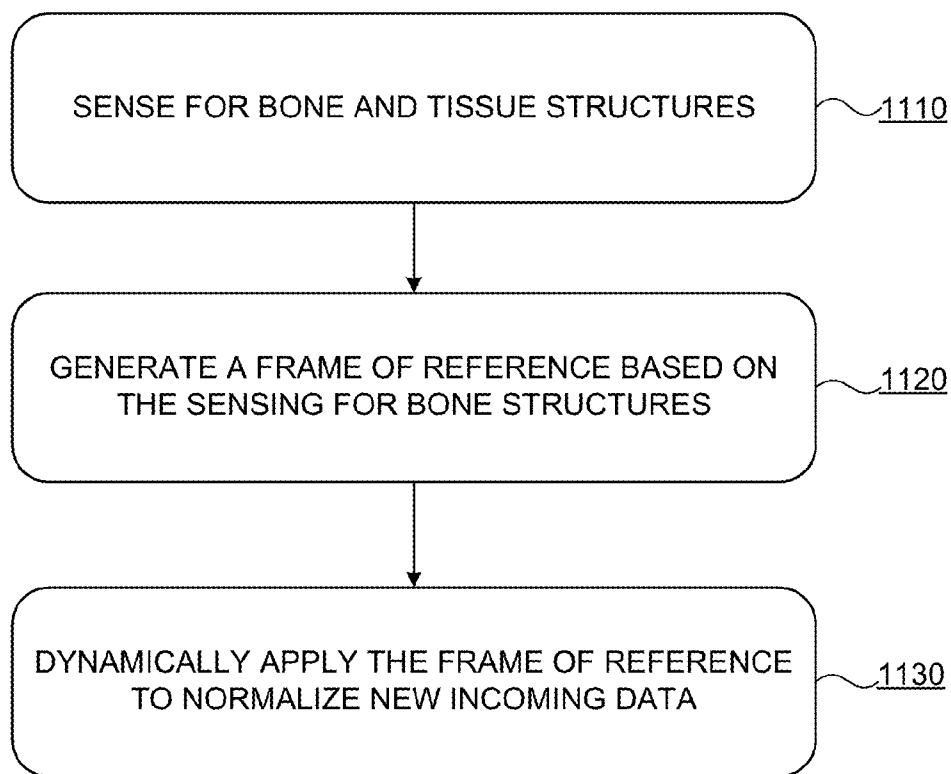 SENSE FOR BONE AND TISSUE STRUCTURES
1110
GENERATE A FRAME OF REFERENCE BASED ON
THE SENSING FOR BONE STRUCTURES
1120
DYNAMICALLY APPLY THE FRAME OF REFERENCE
TO NORMALIZE NEW INCOMING DATA
1130